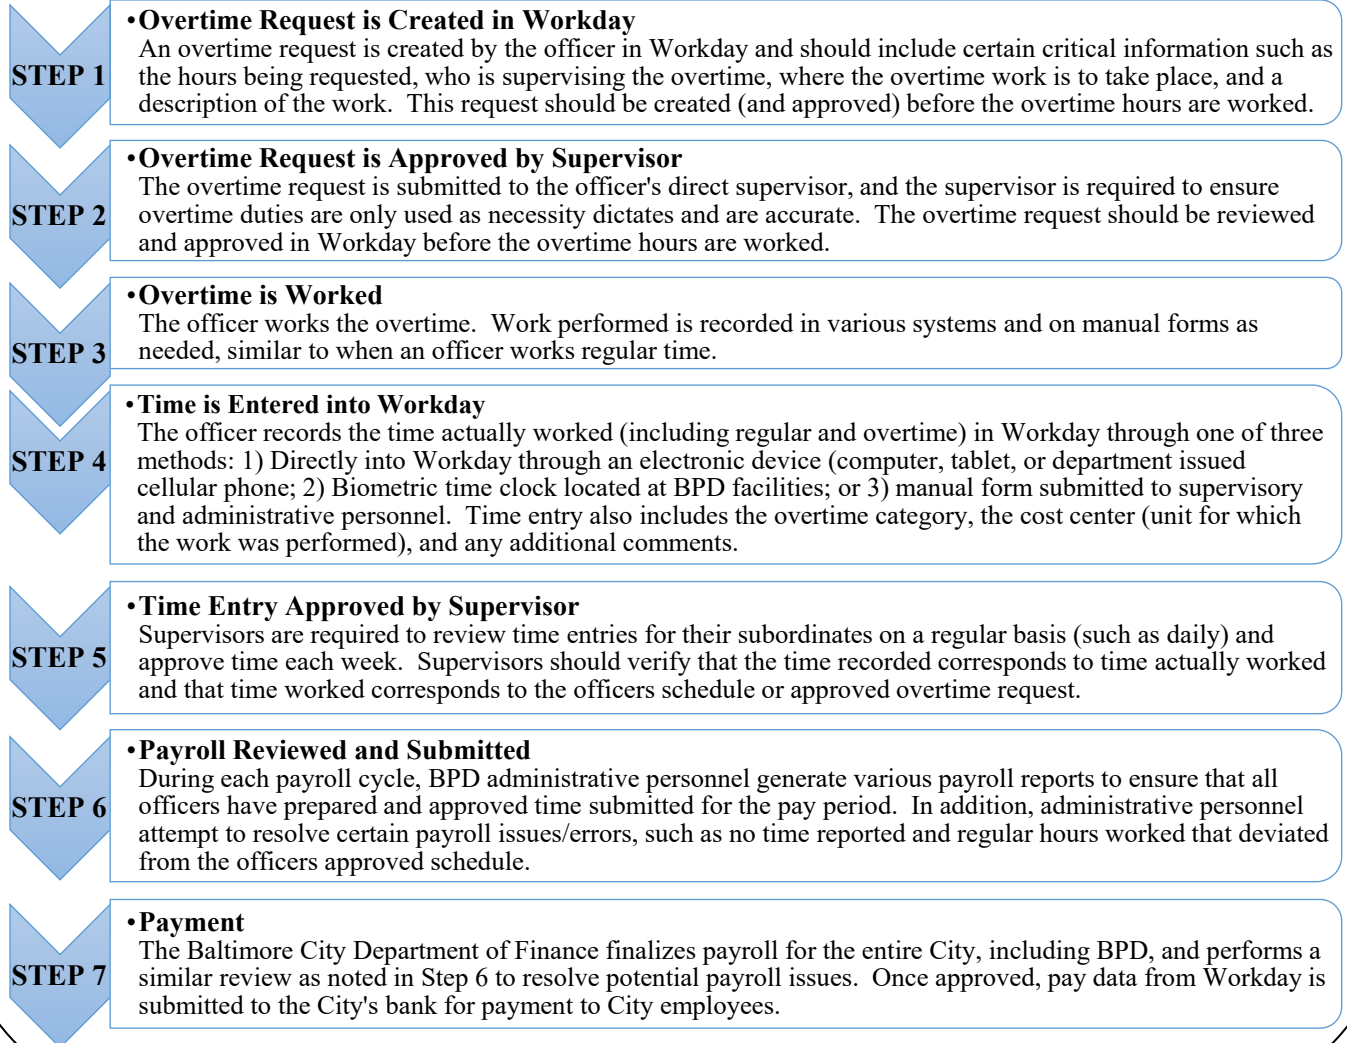 •Overtime Request is Created in Workday
An overtime request is created by the officer in Workday and should include certain critical information such as
STEP 1
the hours being requested, who is supervising the overtime, where the overtime work is to take place, and a
description of the work.  This request should be created (and approved) before the overtime hours are worked.
•Overtime Request is Approved by Supervisor
The overtime request is submitted to the officer's direct supervisor, and the supervisor is required to ensure
STEP 2
overtime duties are only used as necessity dictates and are accurate.  The overtime request should be reviewed
and approved in Workday before the overtime hours are worked.
•Overtime is Worked
The officer works the overtime.  Work performed is recorded in various systems and on manual forms as
STEP 3
needed, similar to when an officer works regular time.
•Time is Entered into Workday
The officer records the time actually worked (including regular and overtime) in Workday through one of three
STEP 4
methods: 1) Directly into Workday through an electronic device (computer, tablet, or department issued
cellular phone; 2) Biometric time clock located at BPD facilities; or 3) manual form submitted to supervisory
and administrative personnel.  Time entry also includes the overtime category, the cost center (unit for which
the work was performed), and any additional comments.
•Time Entry Approved by Supervisor
Supervisors are required to review time entries for their subordinates on a regular basis (such as daily) and
STEP 5
approve time each week.  Supervisors should verify that the time recorded corresponds to time actually worked
and that time worked corresponds to the officers schedule or approved overtime request.
•Payroll Reviewed and Submitted
During each payroll cycle, BPD administrative personnel generate various payroll reports to ensure that all
STEP 6
officers have prepared and approved time submitted for the pay period.  In addition, administrative personnel
attempt to resolve certain payroll issues/errors, such as no time reported and regular hours worked that deviated
from the officers approved schedule.
•Payment
The Baltimore City Department of Finance finalizes payroll for the entire City, including BPD, and performs a
STEP 7
similar review as noted in Step 6 to resolve potential payroll issues.  Once approved, pay data from Workday is
submitted to the City's bank for payment to City employees.